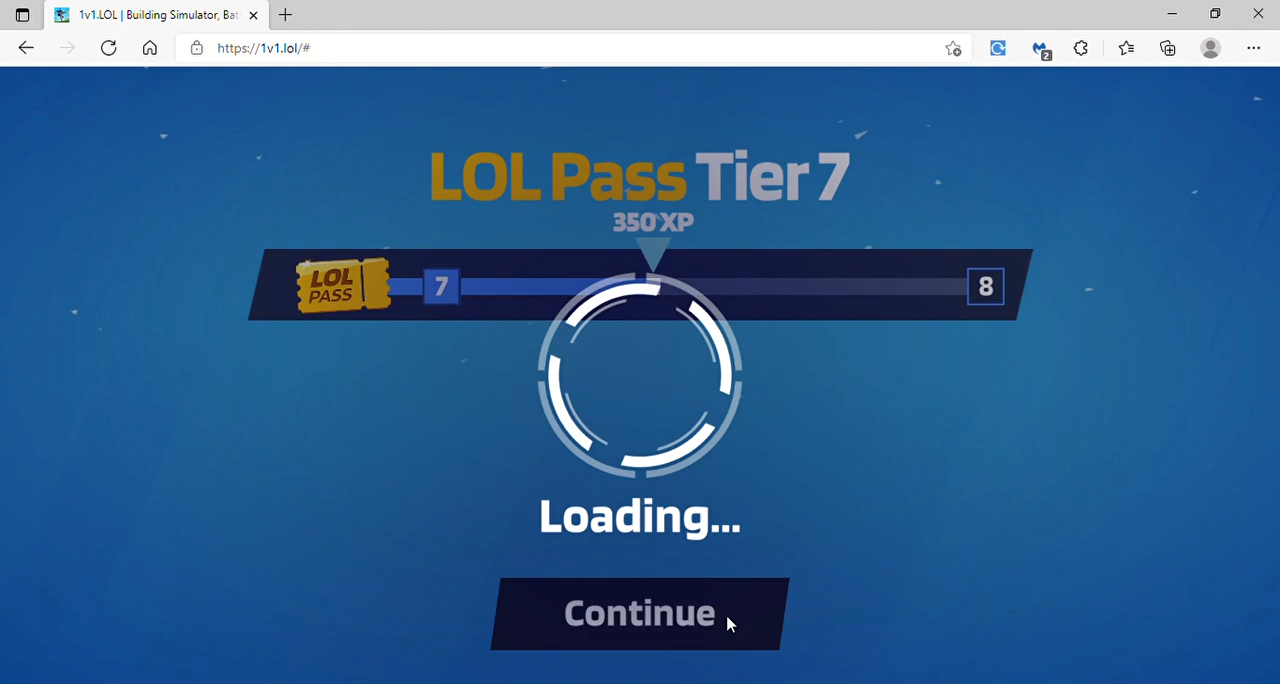 1v1.LOL | Building Simulator, Bat
https://1v1.lol/#
2
LOL Pass Tier 7
350 XP
LOL PASS
7
8
Loading...
Continue